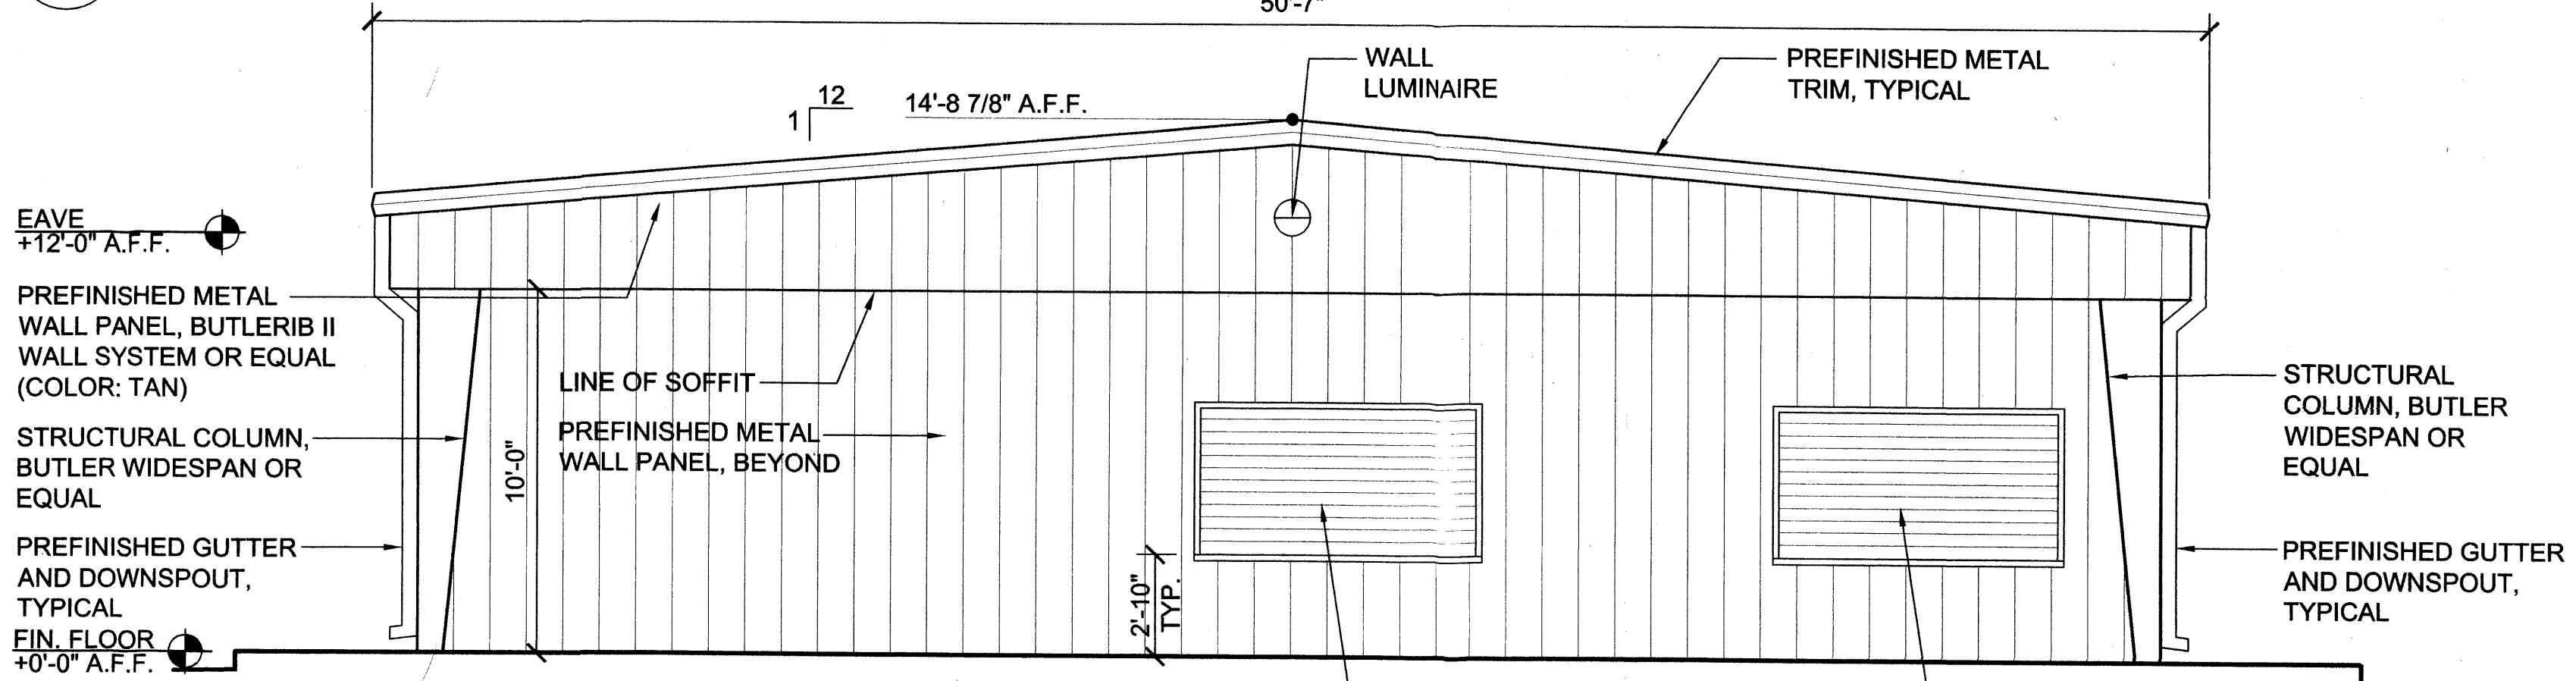 50'-7"
WALL
LUMINAIRE
PREFINISHED METAL
TRIM, TYPICAL
12
1
14'-8 7/8" A.F.F.
EAVE
+12'-0" A.F.F.
PREFINISHED METAL
WALL PANEL, BUTLERIB II
WALL SYSTEM OR EQUAL
(COLOR: TAN)
STRUCTURAL COLUMN,
BUTLER WIDESPAN OR
EQUAL
PREFINISHED GUTTER
AND DOWNSPOUT,
TYPICAL
FIN. FLOOR
+0'-0" A.F.F.
10'-0"
LINE OF SOFFIT
PREFINISHED METAL
WALL PANEL, BEYOND
2'-10"
TYP.
STRUCTURAL
COLUMN, BUTLER
WIDESPAN OR
EQUAL
PREFINISHED GUTTER
AND DOWNSPOUT,
TYPICAL